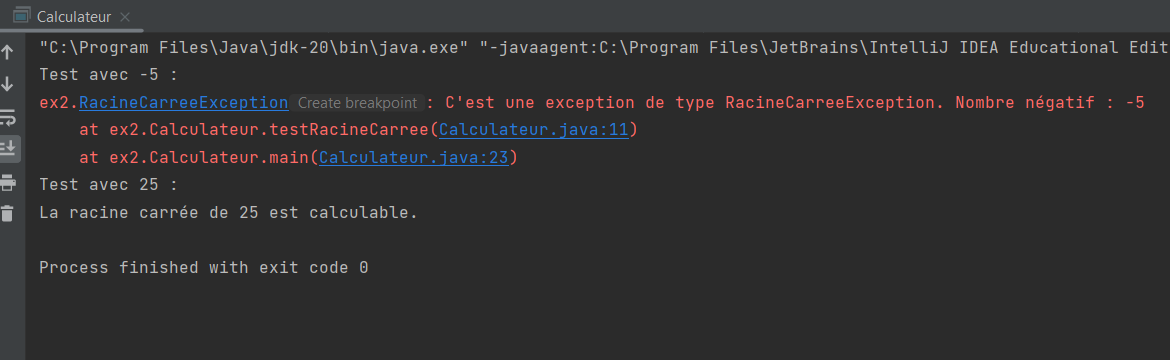 Calculateur
"C:\Program Files\Java\jdk-20\bin\java.exe" "-javaagent:C:\Program Files\JetBrains\IntelliJ IDEA Educational Edit
Test avec -5 :
ex2.RacineCarreeException Create breakpoint : C'est une exception de type RacineCarreeException. Nombre négatif : -5
at ex2.Calculateur.testRacineCarree(Calculateur.java:11)
at ex2.Calculateur.main(Calculateur.java:23)
Test avec 25 :
La racine carrée de 25 est calculable.
Process finished with exit code 0